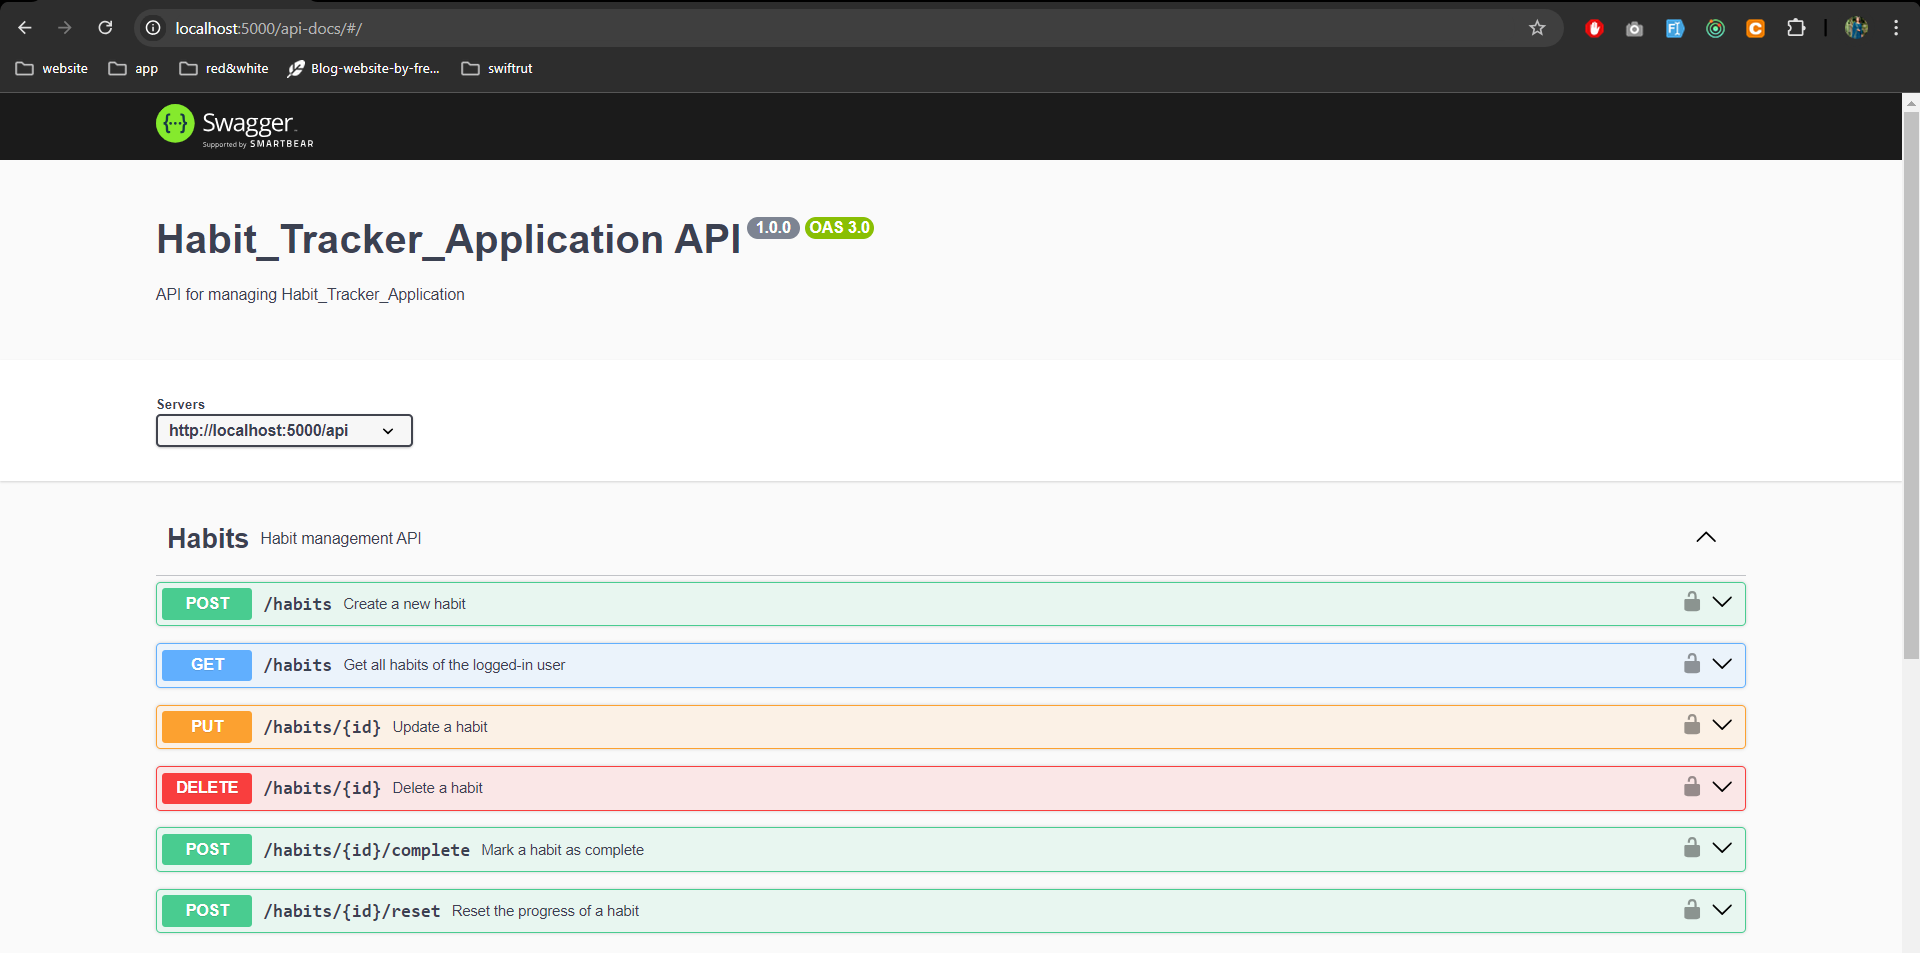 localhost:5000/api-docs/#/
website app red&white Blog-website-by-fre... swiftrut
Swagger
Supported by SMARTBEAR
Habit_Tracker_Application API 1.0.0 OAS 3.0
API for managing Habit_Tracker_Application
Servers
http://localhost:5000/api
Habits Habit management API
POST /habits Create a new habit
GET /habits Get all habits of the logged-in user
PUT /habits/{id} Update a habit
DELETE /habits/{id} Delete a habit
POST /habits/{id}/complete Mark a habit as complete
POST /habits/{id}/reset Reset the progress of a habit